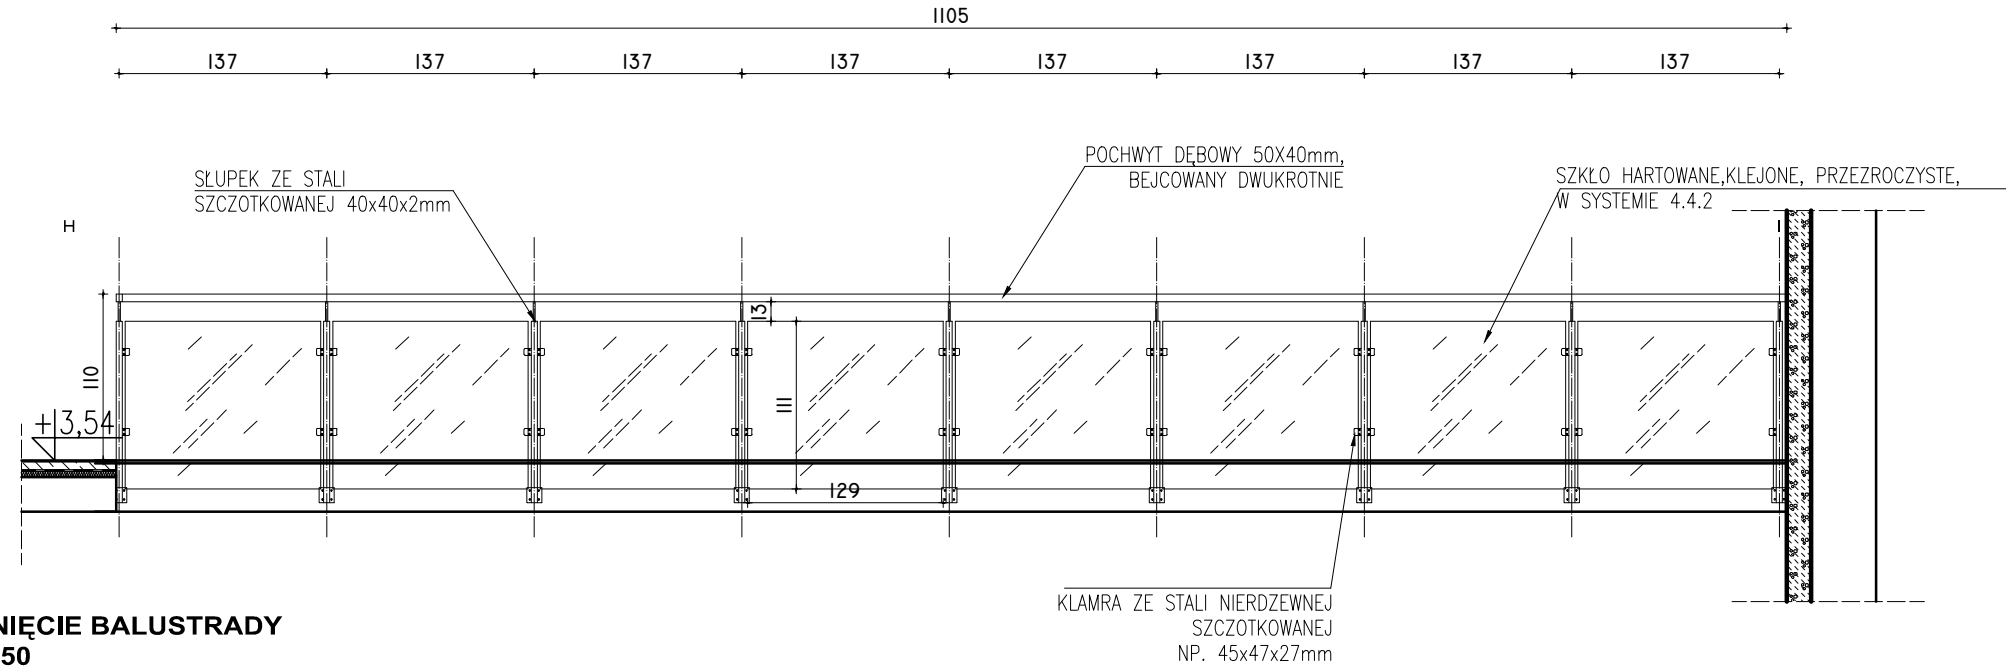 1105
137 137 137 137 137 137 137 137
POCHWYT DĘBOWY 50X40mm,
BEJCOWANY DWUKROTNIE
SŁUPEK ZE STALI
SZCZOTKOWANEJ 40x40x2mm
SZKŁO HARTOWANE,KLEJONE, PRZEZROCZYSTE,
W SYSTEMIE 4.4.2
H
I
13
110
111
+3,54
129
KLAMRA ZE STALI NIERDZEWNEJ
SZCZOTKOWANEJ
NP. 45x47x27mm
NIĘCIE BALUSTRADY
50